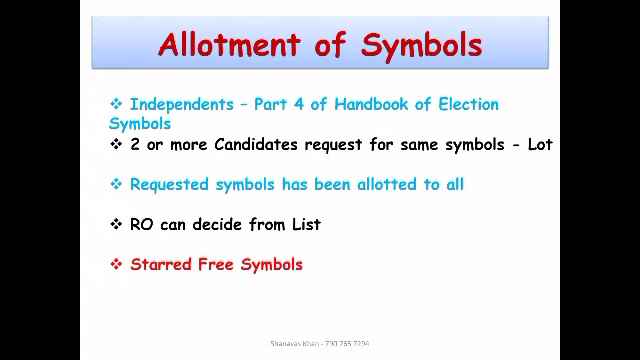 Allotment of Symbols
❖ Independents – Part 4 of Handbook of Election
Symbols
❖ 2 or more Candidates request for same symbols – Lot
❖ Requested symbols has been allotted to all
❖ RO can decide from List
❖ Starred Free Symbols
Shanavas Khan - 790 765 7294